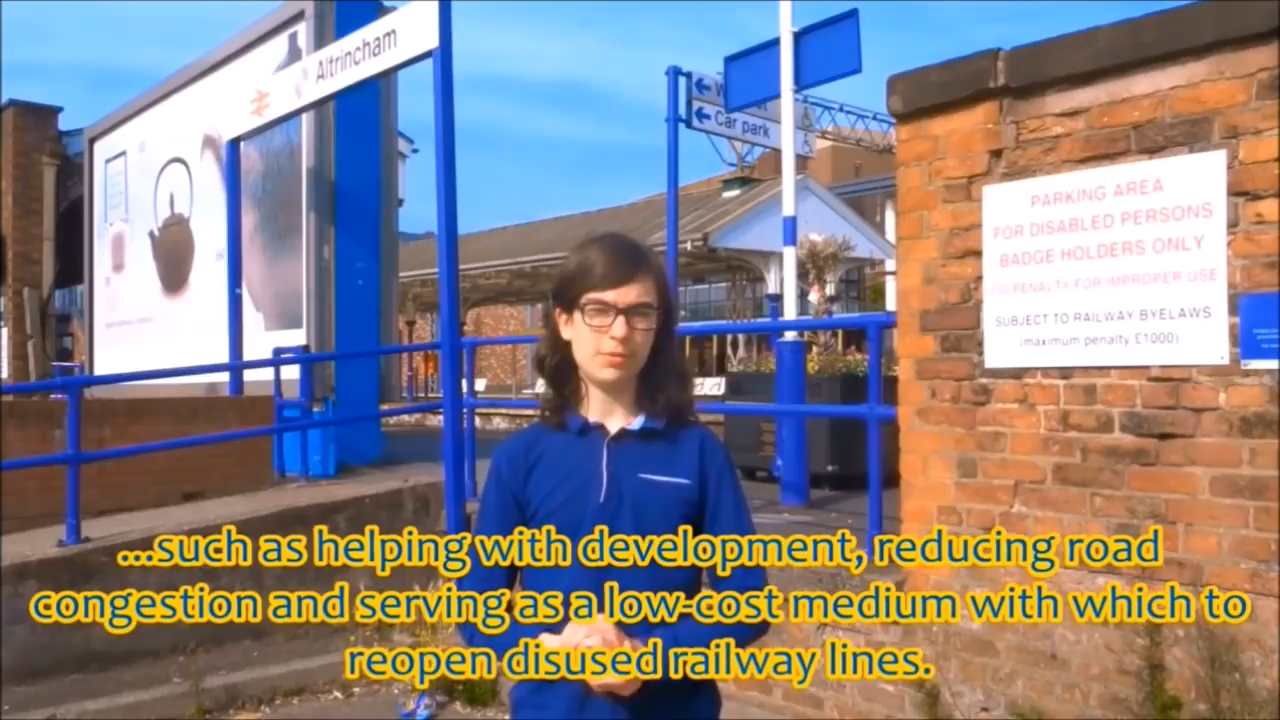 Altrincham
Car park
PARKING AREA
FOR DISABLED PERSONS
BADGE HOLDERS ONLY
PENALTY FOR IMPROPER USE
SUBJECT TO RAILWAY BYELAWS
(maximum penalty £1000)
...such as helping with development, reducing road
congestion and serving as a low-cost medium with which to
reopen disused railway lines.